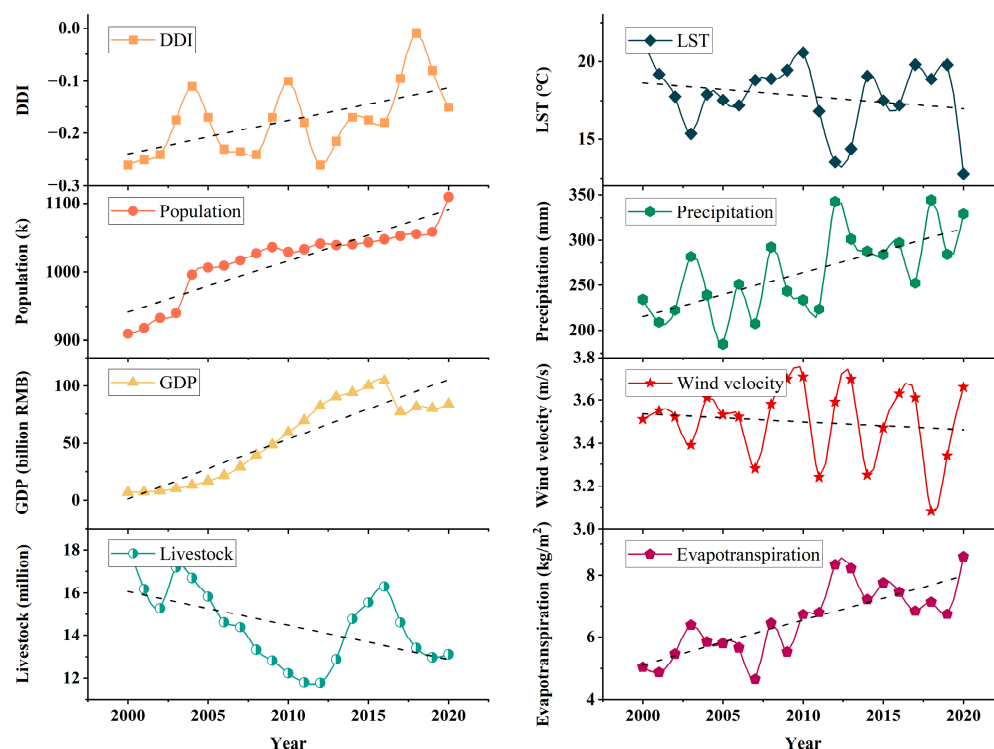 0.0
-0.1
-0.2
-0.3
DDI
DDI
1100
1000
900
Population (k)
Population
100
50
0
GDP (billion RMB)
GDP
18
16
14
12
Livestock (million)
Livestock
2000 2005 2010 2015 2020
Year
20
15
LST (°C)
LST
350
300
250
200
Precipitation (mm)
Precipitation
3.8
3.6
3.4
3.2
3.0
Wind velocity (m/s)
Wind velocity
8
6
4
Evapotranspiration (kg/m²)
Evapotranspiration
2000 2005 2010 2015 2020
Year